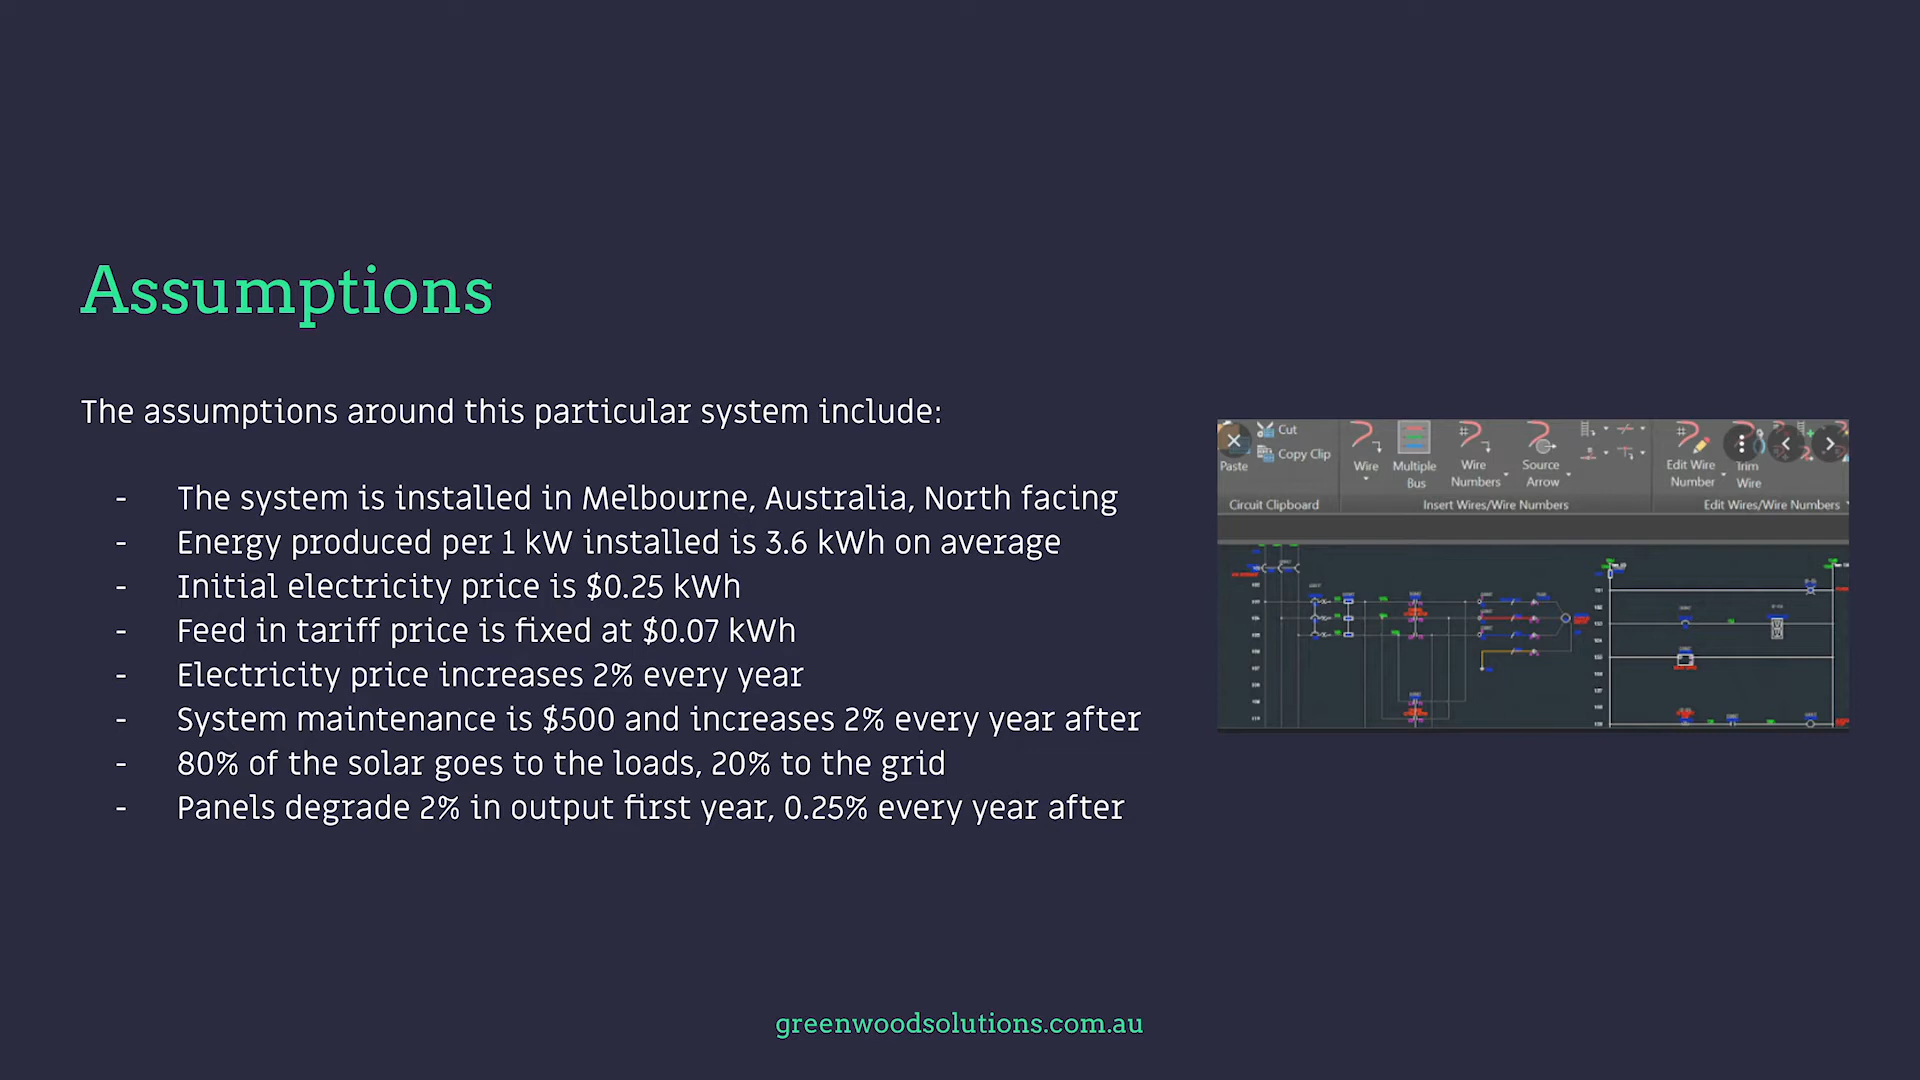 Assumptions
The assumptions around this particular system include:
- The system is installed in Melbourne, Australia, North facing
- Energy produced per 1 kW installed is 3.6 kWh on average
- Initial electricity price is $0.25 kWh
- Feed in tariff price is fixed at $0.07 kWh
- Electricity price increases 2% every year
- System maintenance is $500 and increases 2% every year after
- 80% of the solar goes to the loads, 20% to the grid
- Panels degrade 2% in output first year, 0.25% every year after
Cut
Copy Clip
Paste
Circuit Clipboard
Wire
Multiple Bus
Wire Numbers
Source Arrow
Insert Wires/Wire Numbers
Edit Wire Number
Trim Wire
Edit Wires/Wire Numbers
greenwoodsolutions.com.au